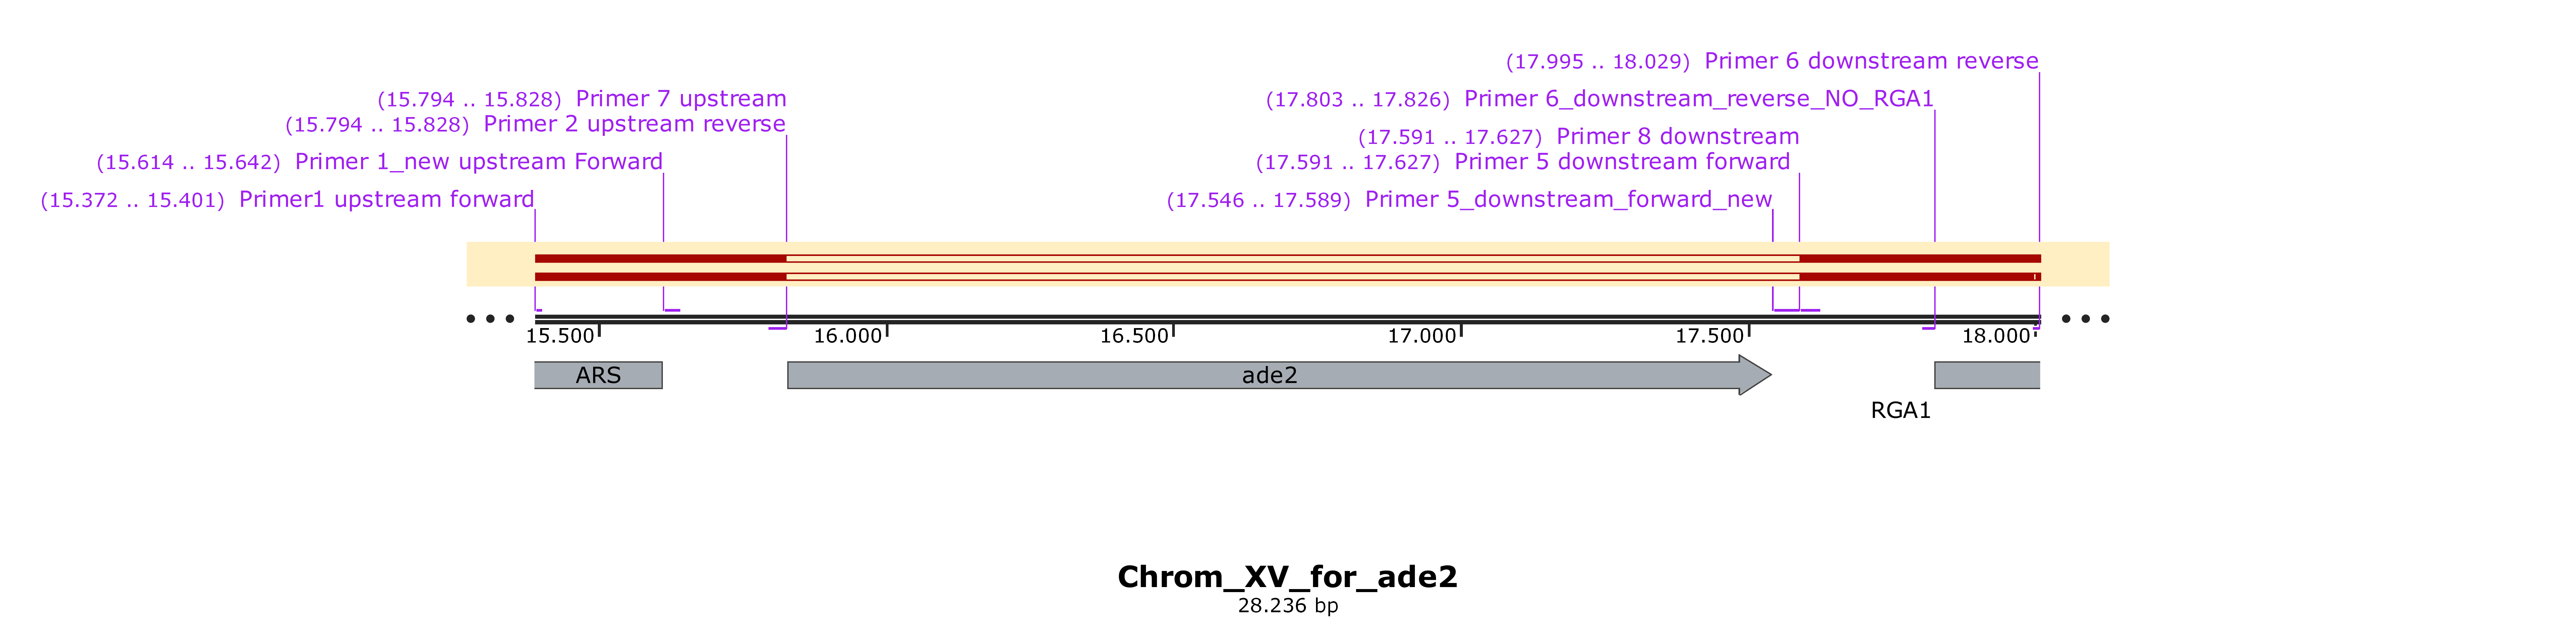 (17.995 .. 18.029) Primer 6 downstream reverse
(15.794 .. 15.828) Primer 7 upstream
(17.803 .. 17.826) Primer 6_downstream_reverse_NO_RGA1
(15.794 .. 15.828) Primer 2 upstream reverse
(17.591 .. 17.627) Primer 8 downstream
(15.614 .. 15.642) Primer 1_new upstream Forward
(17.591 .. 17.627) Primer 5 downstream forward
(15.372 .. 15.401) Primer1 upstream forward
(17.546 .. 17.589) Primer 5_downstream_forward_new
15.500 16.000 16.500 17.000 17.500 18.000
ARS ade2
RGA1
Chrom_XV_for_ade2
28.236 bp